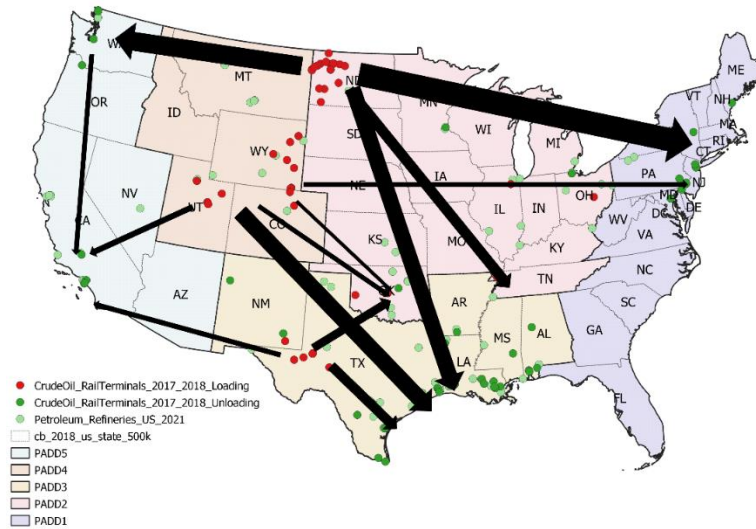 WA
ME
MT
ND
VT
MN
NH
OR
ID
MA
SD
WI
CT
RI
MI
WY
PA
NJ
IA
NE
OH
MD
NV
DE
IL
IN
DC
UT
WV
CA
CO
VA
KS
MO
KY
NC
TN
AZ
NM
AR
SC
MS
AL
GA
TX
LA
FL
CrudeOil_RailTerminals_2017_2018_Loading
CrudeOil_RailTerminals_2017_2018_Unloading
Petroleum_Refineries_US_2021
cb_2018_us_state_500k
PADD5
PADD4
PADD3
PADD2
PADD1